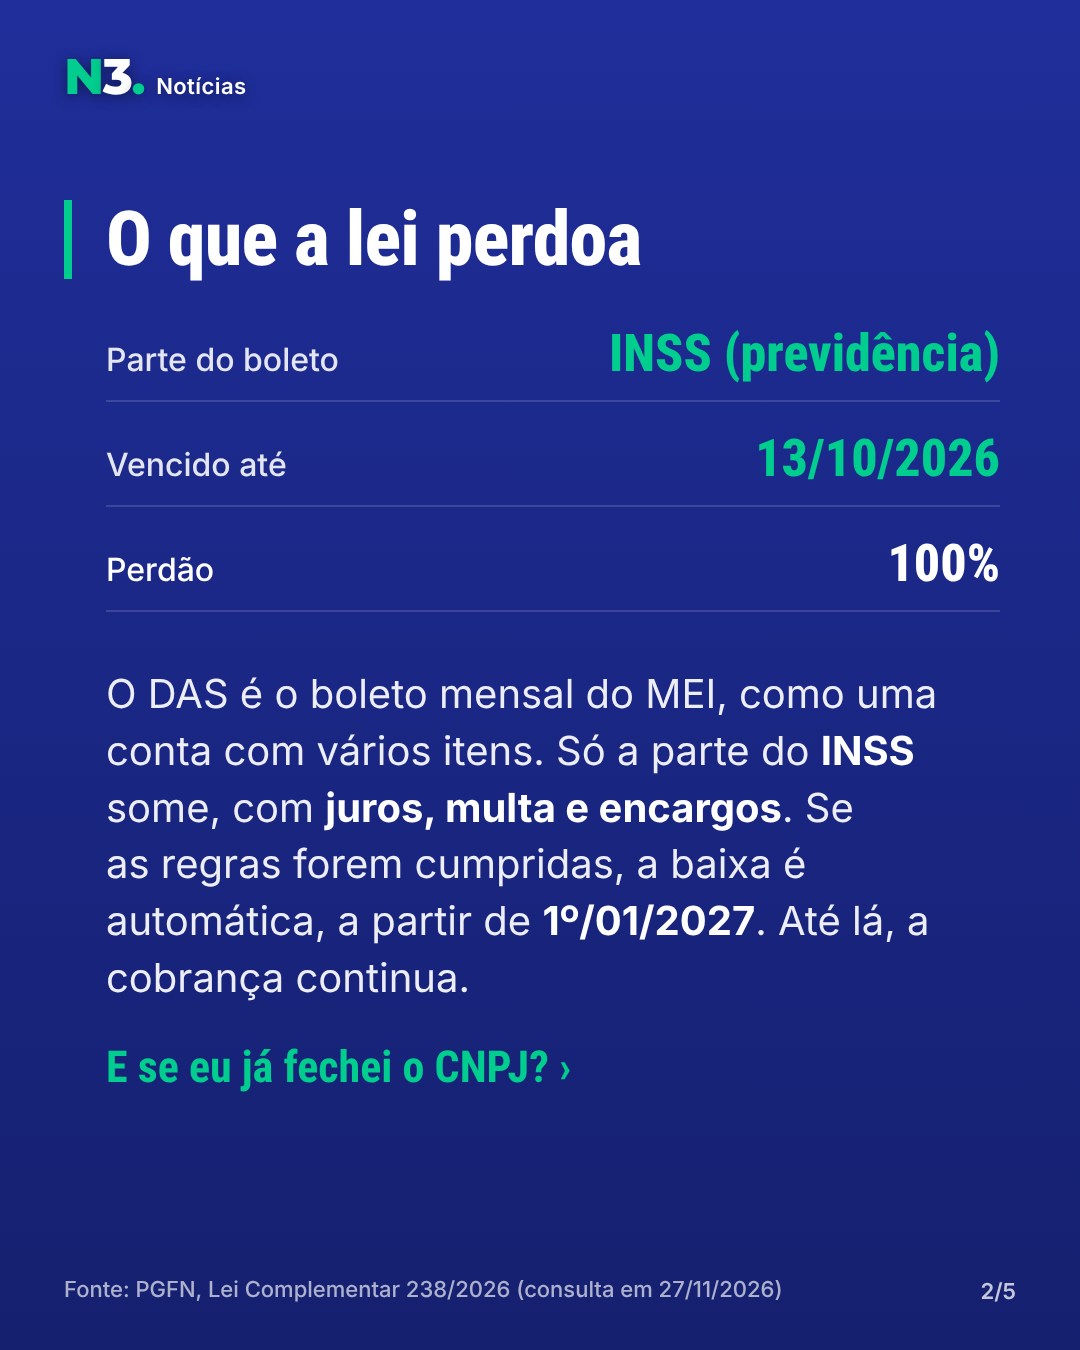 N3. Notícias
O que a lei perdoa
Parte do boleto INSS (previdência)
Vencido até 13/10/2026
Perdão 100%
O DAS é o boleto mensal do MEI, como uma
conta com vários itens. Só a parte do INSS
some, com juros, multa e encargos. Se
as regras forem cumpridas, a baixa é
automática, a partir de 1º/01/2027. Até lá, a
cobrança continua.
E se eu já fechei o CNPJ? ›
Fonte: PGFN, Lei Complementar 238/2026 (consulta em 27/11/2026) 2/5